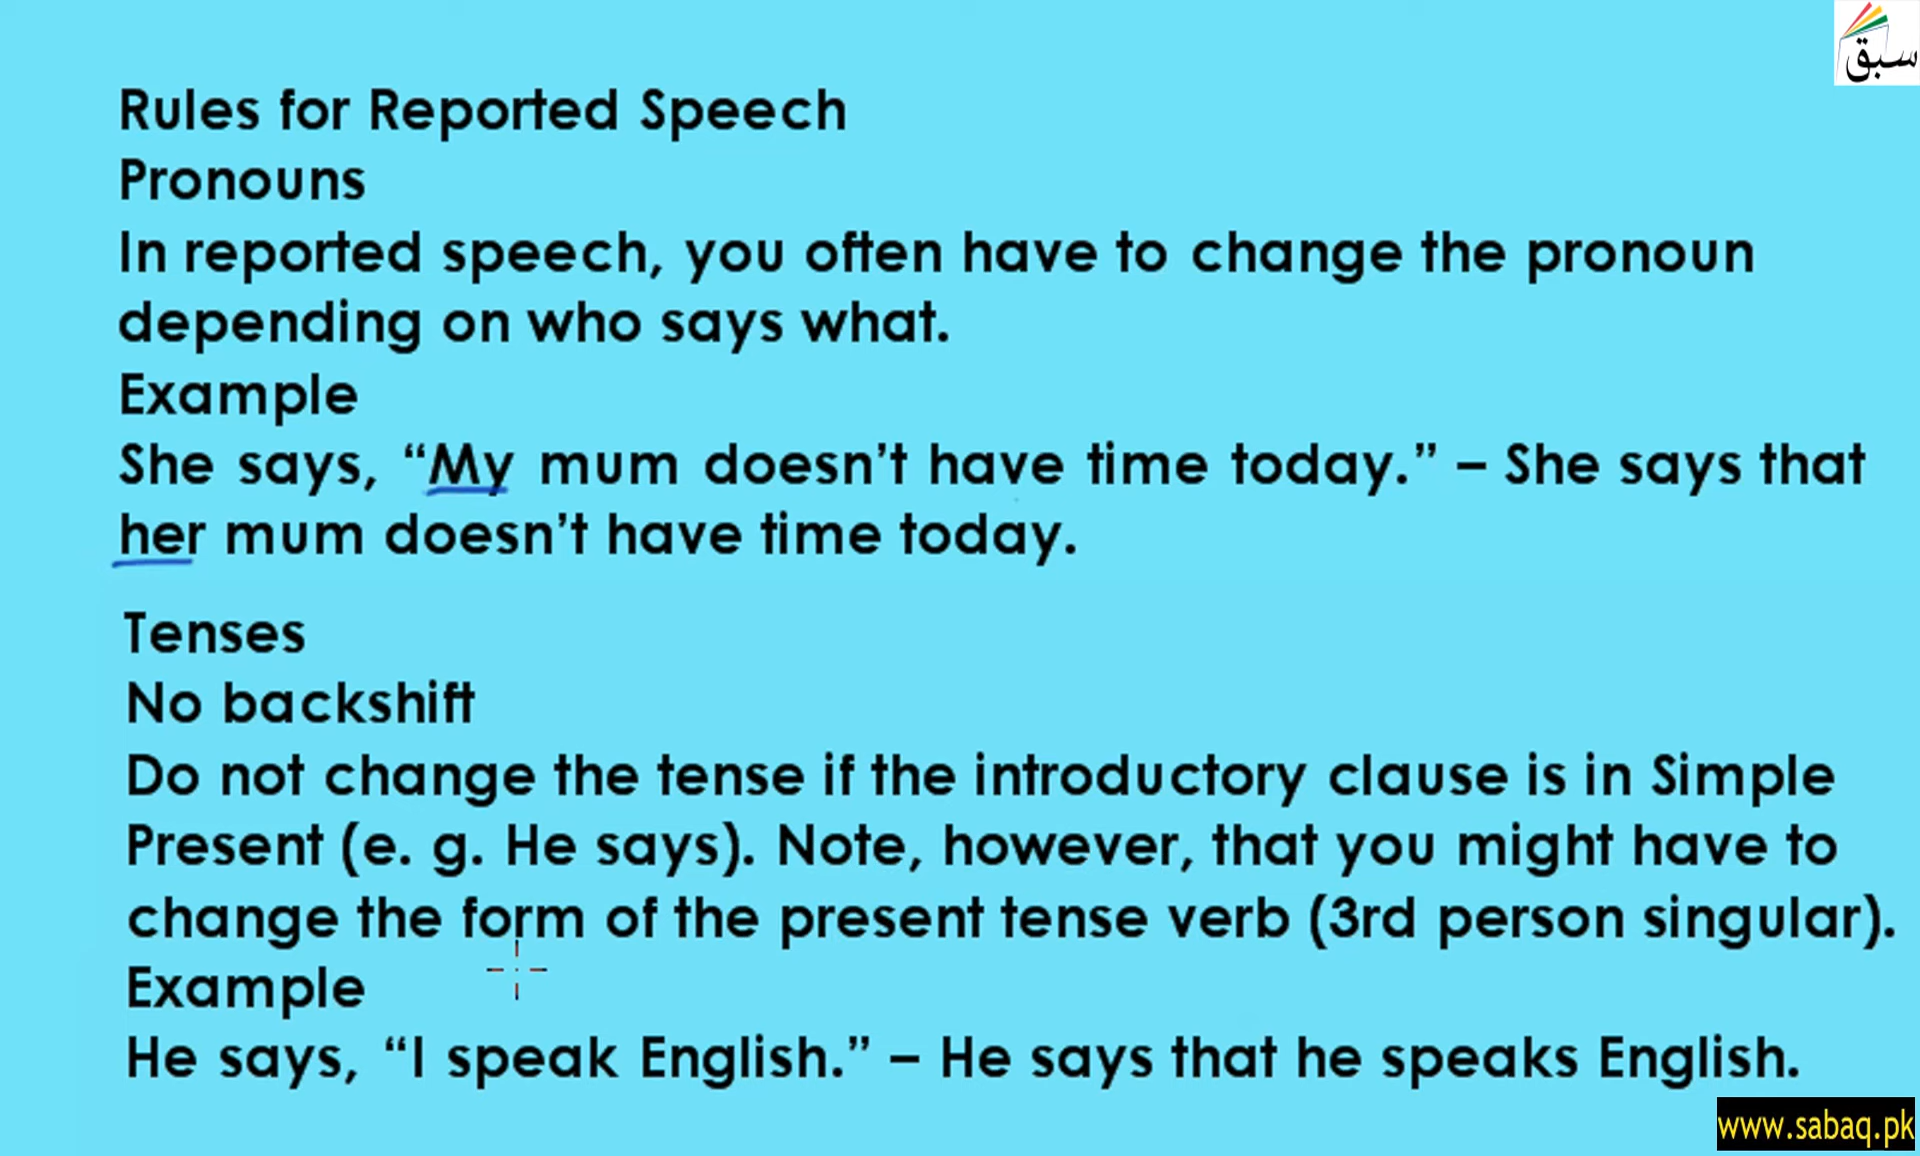 سبق
Rules for Reported Speech
Pronouns
In reported speech, you often have to change the pronoun
depending on who says what.
Example
She says, “My mum doesn’t have time today.” – She says that
her mum doesn’t have time today.
Tenses
No backshift
Do not change the tense if the introductory clause is in Simple
Present (e. g. He says). Note, however, that you might have to
change the form of the present tense verb (3rd person singular).
Example
He says, “I speak English.” – He says that he speaks English.
www.sabaq.pk